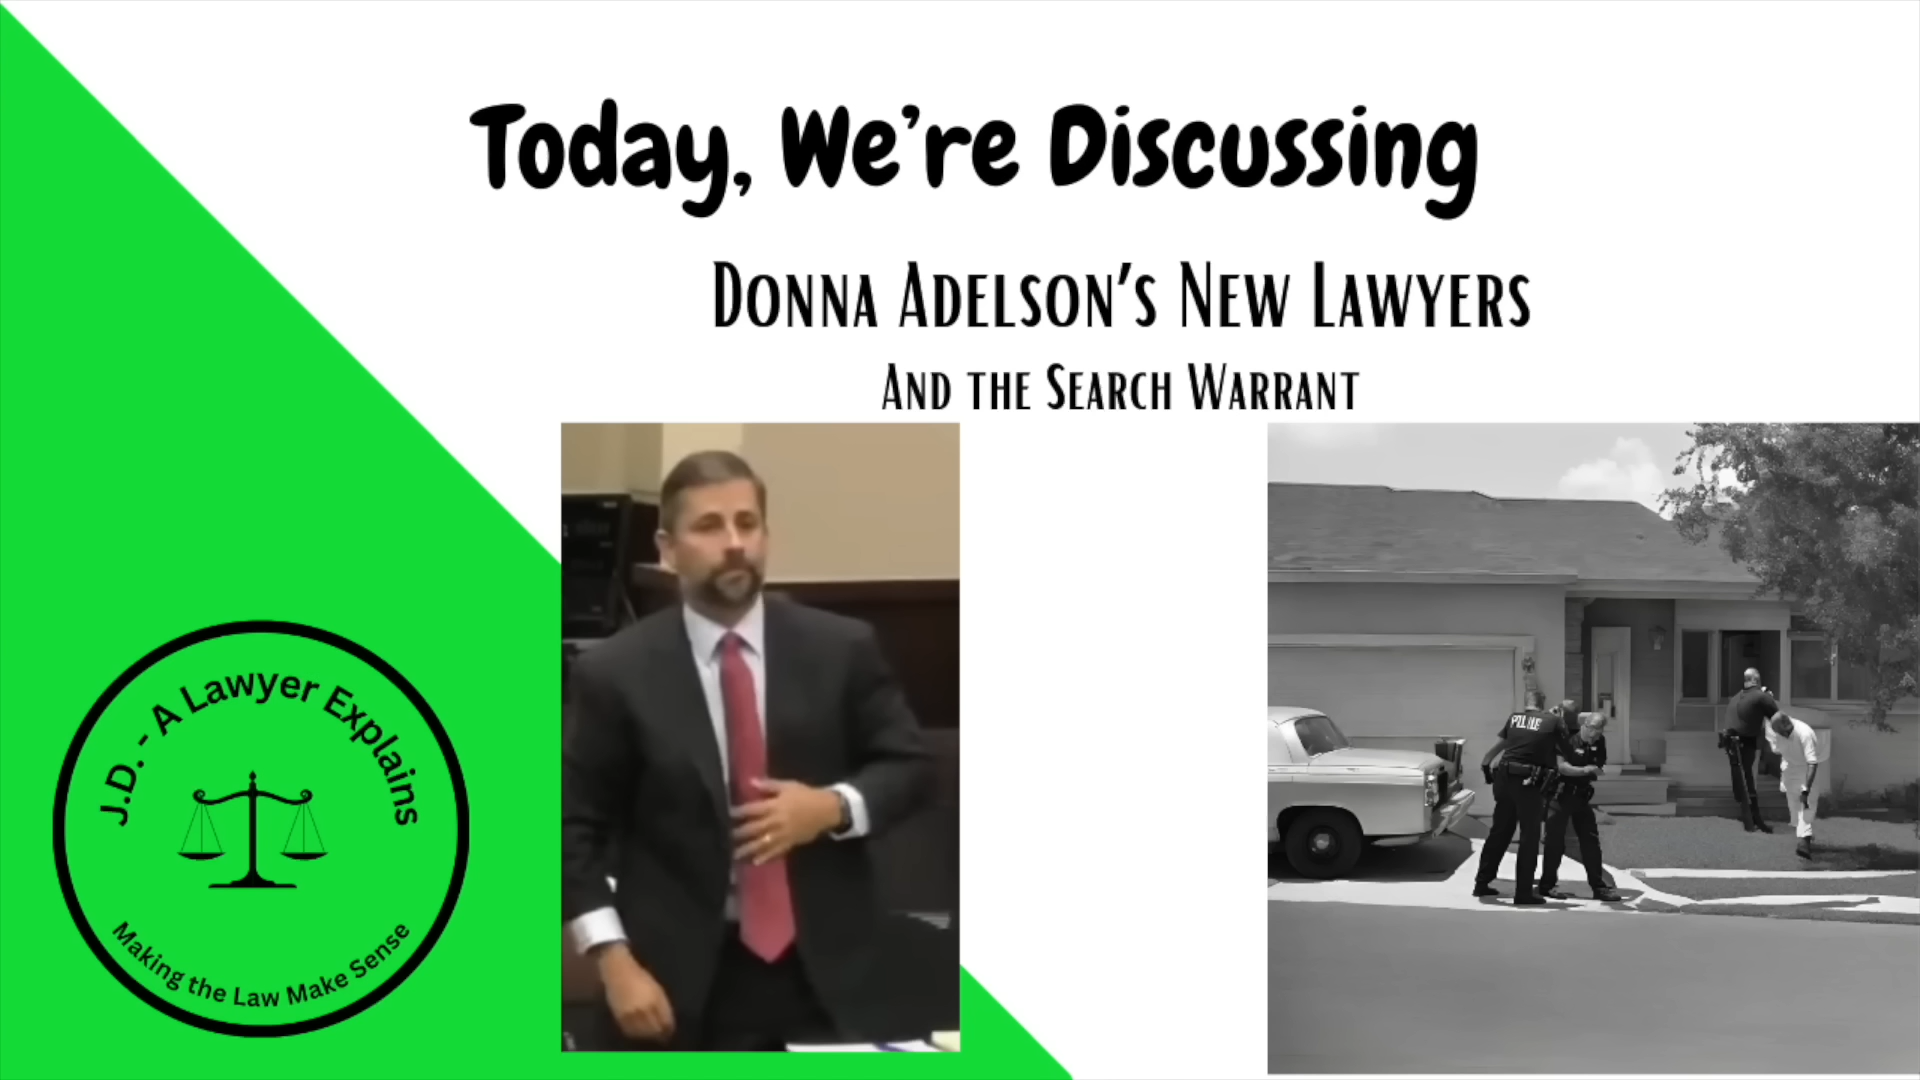 Today, We're Discussing
Donna Adelson's New Lawyers
And the Search Warrant
J.D. - A Lawyer Explains
Making the Law Make Sense